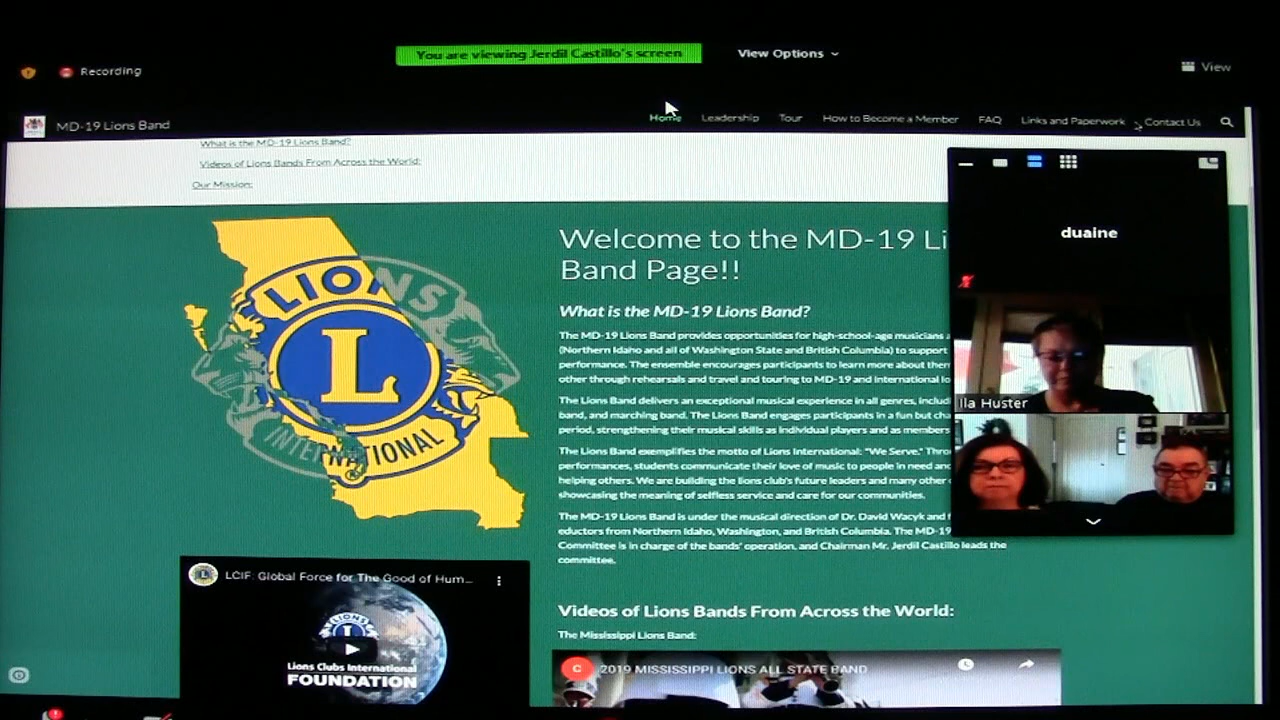 You are viewing Jerdil Castillo's screen
View Options
Recording
View
MD-19 Lions Band
Home
Leadership
Tour
How to Become a Member
FAQ
Links and Paperwork
Contact Us
What is the MD-19 Lions Band?
Videos of Lions Bands From Across the World:
Our Mission:
duaine
Ila Huster
LIONS
L
INTERNATIONAL
Welcome to the MD-19 Li
Band Page!!
What is the MD-19 Lions Band?
The MD-19 Lions Band provides opportunities for high-school-age musicians
(Northern Idaho and all of Washington State and British Columbia) to support
performance. The ensemble encourages participants to learn more about
other through rehearsals and travel and touring to MD-19 and international
The Lions Band delivers an exceptional musical experience in all genres,
band, and marching band. The Lions Band engages participants in a fun but
period, strengthening their musical skills as individual players and as members
The Lions Band exemplifies the motto of Lions International: "We Serve."
performances, students communicate their love of music to people in need and
helping others. We are building the lions club's future leaders and many other
showcasing the meaning of selfless service and care for our communities.
The MD-19 Lions Band is under the musical direction of Dr. David Wacyk and
eductors from Northern Idaho, Washington, and British Columbia. The MD-19
Committee is in charge of the bands' operation, and Chairman Mr. Jerdil Castillo leads the
committee.
LCIF: Global Force for The Good of Hum...
LIONS
L
Lions Clubs International
FOUNDATION
Videos of Lions Bands From Across the World:
The Mississippi Lions Band:
C
2019 MISSISSIPPI LIONS ALL STATE BAND